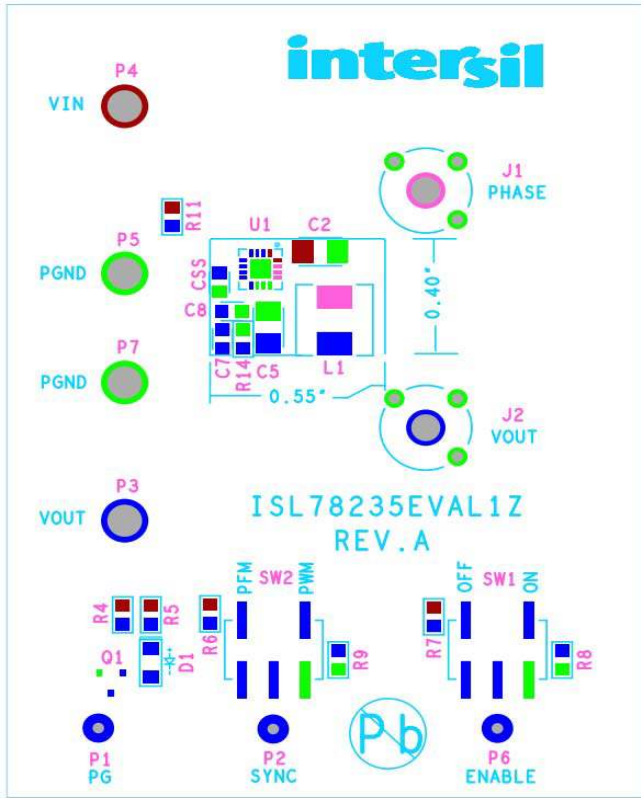 intersil
P4
VIN
J1
PHASE
R11
U1
C2
P5
PGND
CSS
0.40"
C8
P7
PGND
C7
R14
C5
L1
0.55"
J2
VOUT
P3
VOUT
ISL78235EVAL1Z
REV.A
PFM
SW2
PWM
OFF
SW1
ON
R4
R5
R6
R7
Q1
D1
R9
R8
Pb
P1
PG
P2
SYNC
P6
ENABLE